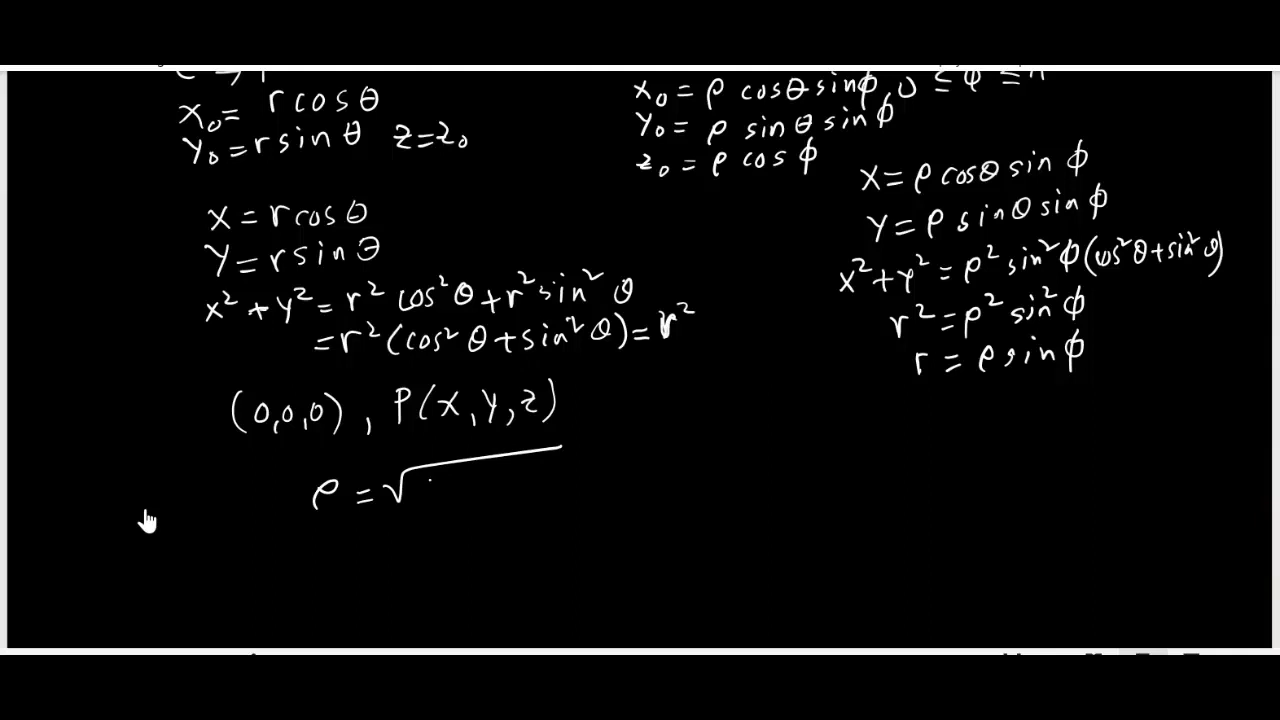 x₀ = r cos θ
y₀ = r sin θ z = z₀
x = r cos θ
y = r sin θ
x² + y² = r² cos² θ + r² sin² θ
= r² (cos² θ + sin² θ) = r²
(0,0,0), P(x, y, z)
ρ = √
x₀ = ρ cos θ sin ϕ, 0 ≤ ϕ ≤ π
y₀ = ρ sin θ sin ϕ
z₀ = ρ cos ϕ
x = ρ cos θ sin ϕ
y = ρ sin θ sin ϕ
x² + y² = ρ² sin² ϕ (cos² θ + sin² θ)
r² = ρ² sin² ϕ
r = ρ sin ϕ